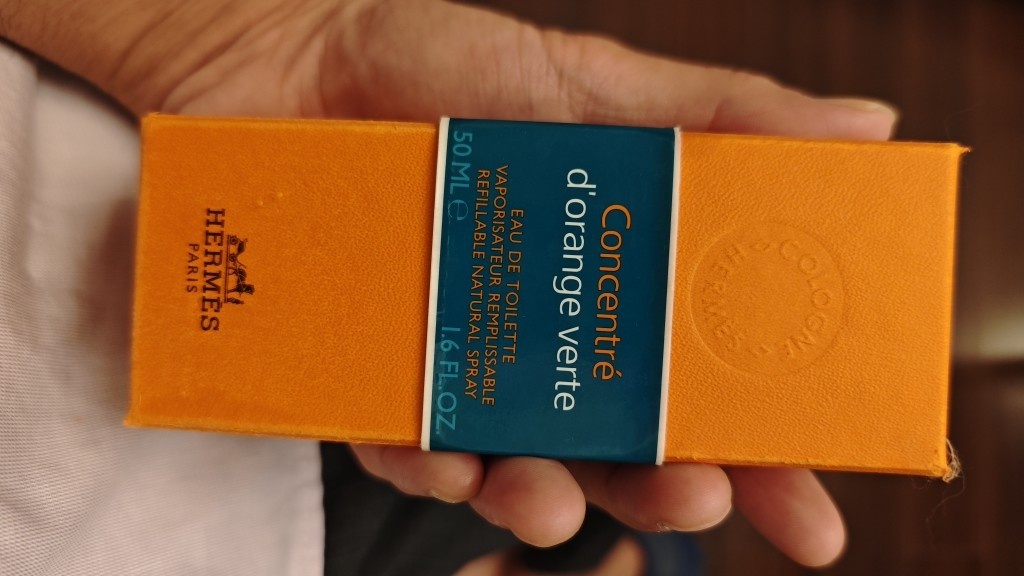 COLOGNE
HERMÈS
Concentré
d'orange verte
EAU DE TOILETTE
VAPORISATEUR REMPLISSABLE
REFILLABLE NATURAL SPRAY
50 ML ℮ 1.6 FL.OZ
HERMÈS
PARIS